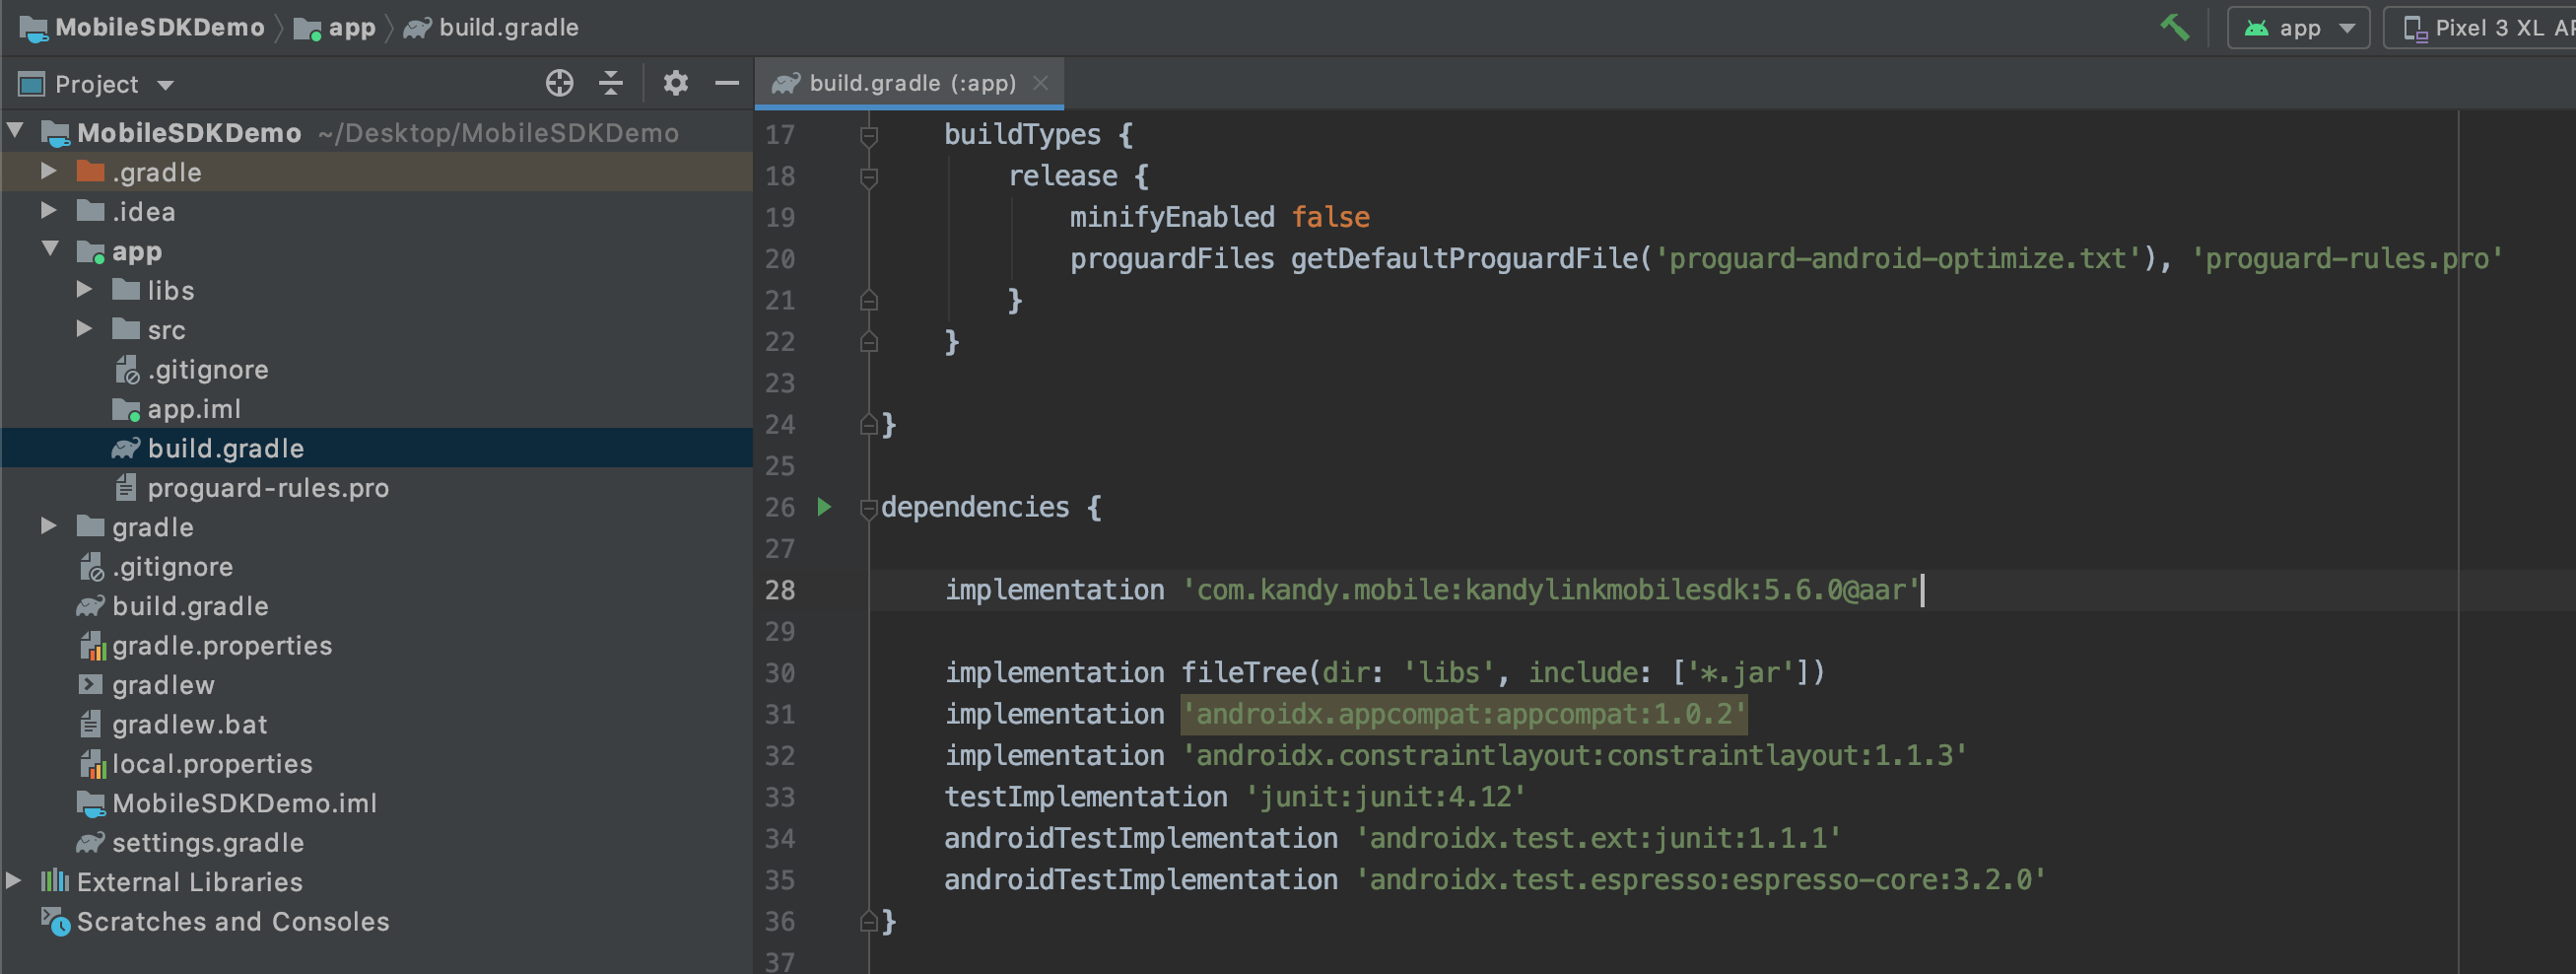 MobileSDKDemo app build.gradle
app Pixel 3 XL AP
Project
build.gradle (:app)
MobileSDKDemo ~/Desktop/MobileSDKDemo
.gradle
.idea
app
libs
src
.gitignore
app.iml
build.gradle
proguard-rules.pro
gradle
.gitignore
build.gradle
gradle.properties
gradlew
gradlew.bat
local.properties
MobileSDKDemo.iml
settings.gradle
External Libraries
Scratches and Consoles
17 buildTypes {
18 release {
19 minifyEnabled false
20 proguardFiles getDefaultProguardFile('proguard-android-optimize.txt'), 'proguard-rules.pro'
21 }
22 }
23
24 }
25
26 dependencies {
27
28 implementation 'com.kandy.mobile:kandylinkmobilesdk:5.6.0@aar'
29
30 implementation fileTree(dir: 'libs', include: ['*.jar'])
31 implementation 'androidx.appcompat:appcompat:1.0.2'
32 implementation 'androidx.constraintlayout:constraintlayout:1.1.3'
33 testImplementation 'junit:junit:4.12'
34 androidTestImplementation 'androidx.test.ext:junit:1.1.1'
35 androidTestImplementation 'androidx.test.espresso:espresso-core:3.2.0'
36 }
37